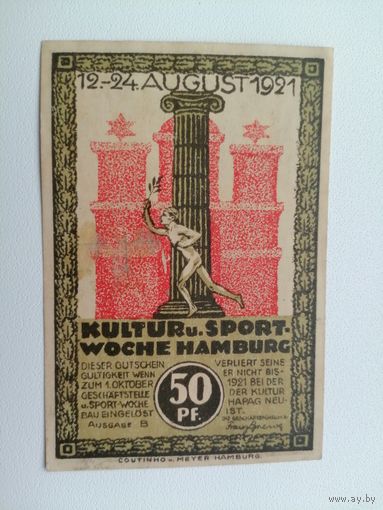 12.-24. AUGUST 1921
KULTUR u. SPORT-
WOCHE HAMBURG
DIESER GUTSCHEIN VERLIERT SEINE
GÜLTIGKEIT WENN ER NICHT BIS
ZUM 1. OKTOBER 1921 BEI DER
GESCHÄFTSTELLE DER KULTUR
u. SPORT-WOCHE HAPAG NEU-
BAU EINGELÖST IST.
50
PF.
AUSGABE B
COUTINHO u. MEYER HAMBURG.
ay.by